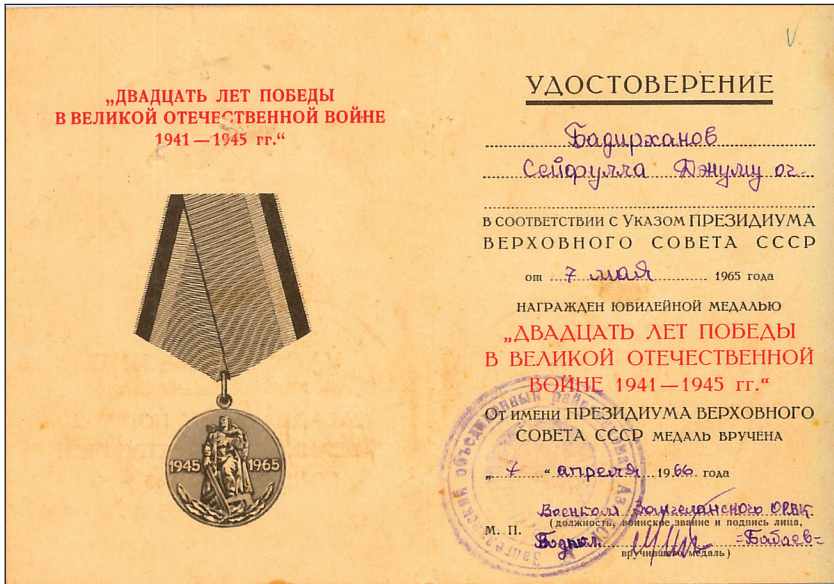 „ДВАДЦАТЬ ЛЕТ ПОБЕДЫ
В ВЕЛИКОЙ ОТЕЧЕСТВЕННОЙ ВОЙНЕ
1941—1945 гг.“
1945 1965
УДОСТОВЕРЕНИЕ
Бадирханов
Сейфулла Джумиу ог.
В СООТВЕТСТВИИ С УКАЗОМ ПРЕЗИДИУМА
ВЕРХОВНОГО СОВЕТА СССР
от 7 мая 1965 года
НАГРАЖДЕН ЮБИЛЕЙНОЙ МЕДАЛЬЮ
„ДВАДЦАТЬ ЛЕТ ПОБЕДЫ
В ВЕЛИКОЙ ОТЕЧЕСТВЕННОЙ
ВОЙНЕ 1941—1945 гг.“
ОТ ИМЕНИ ПРЕЗИДИУМА ВЕРХОВНОГО
СОВЕТА СССР МЕДАЛЬ ВРУЧЕНА
„7“ апреля 1966 года
Военком Зангеланского ОРВК
(должность, воинское звание и подпись лица,
М. П. Подпол. =Бабаев=
вручившего медаль)